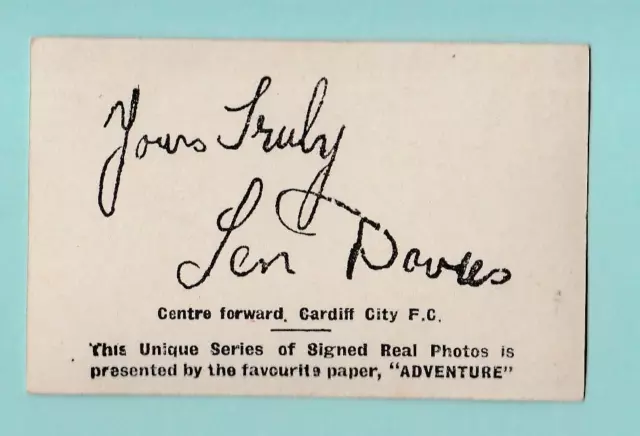 Yours Truly
Len Davies
Centre forward, Cardiff City F.C.
This Unique Series of Signed Real Photos is
presented by the favourite paper, "ADVENTURE"